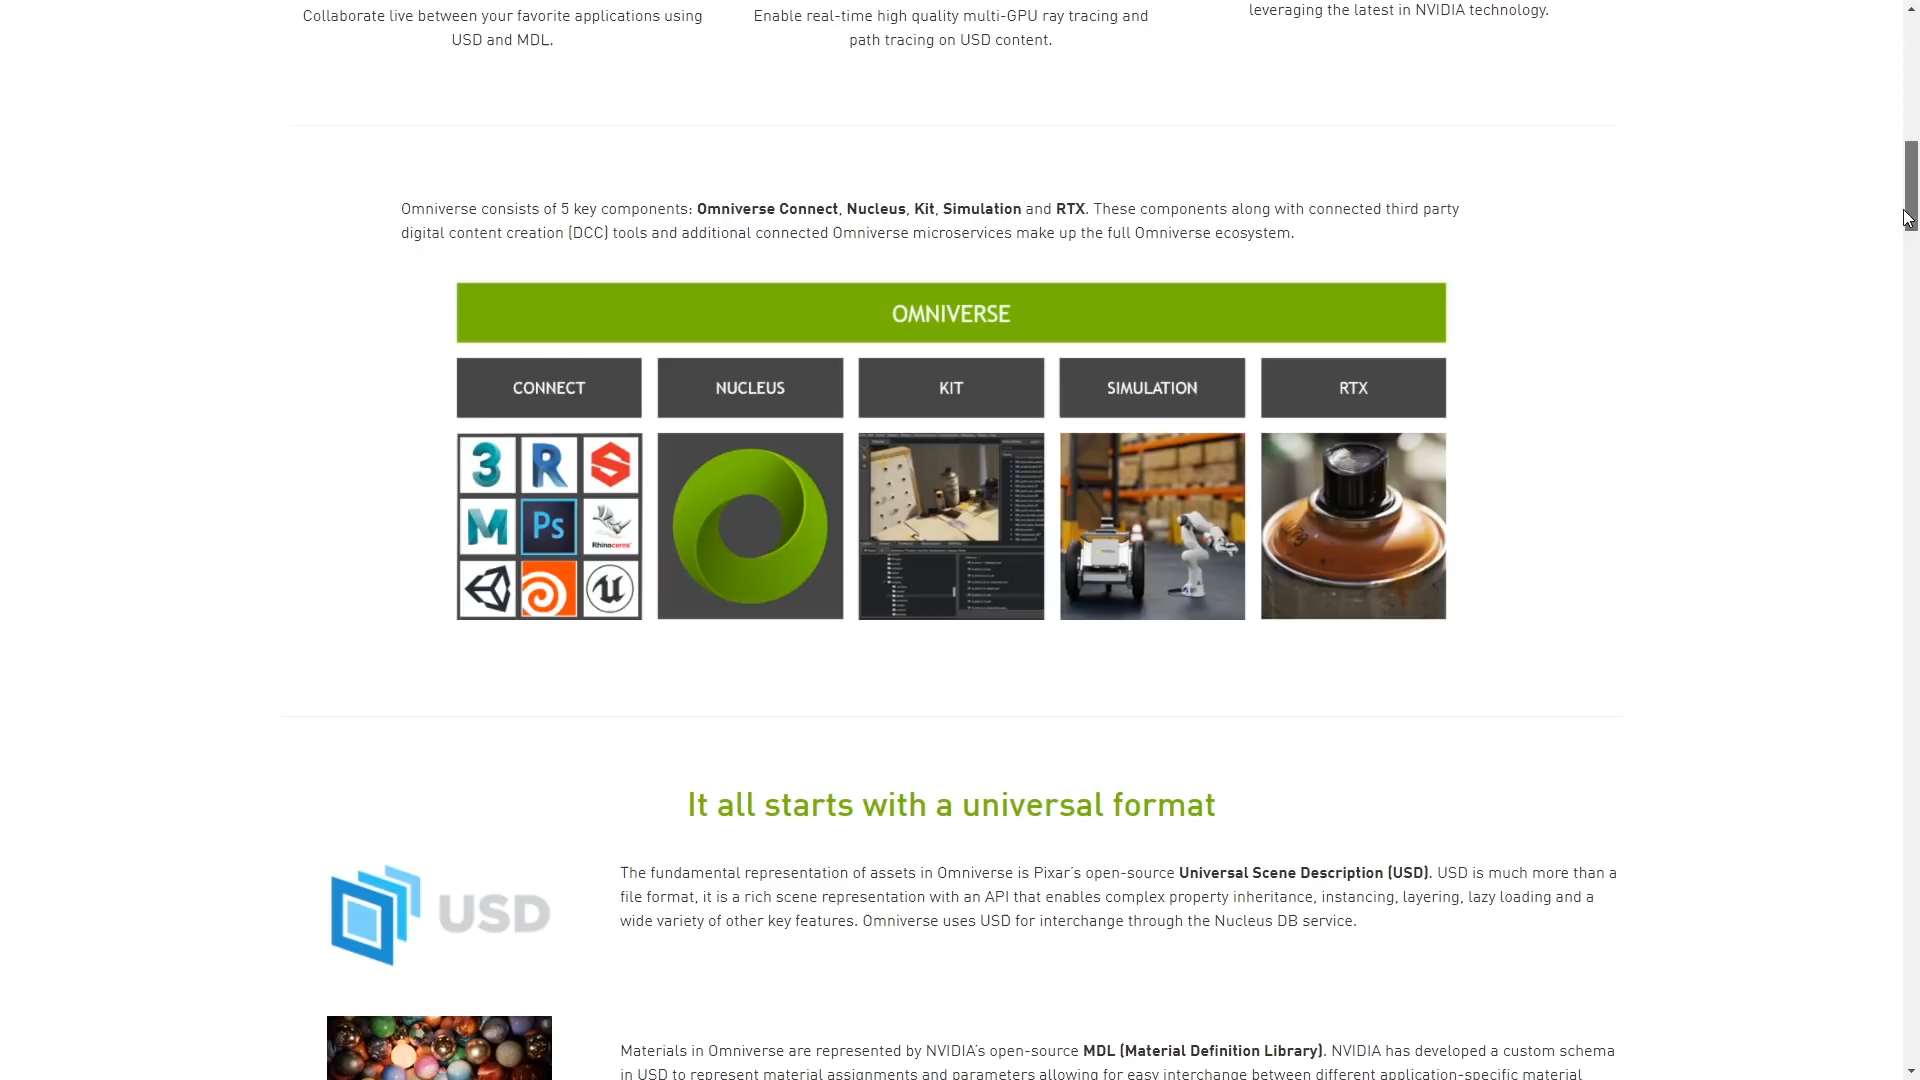 Collaborate live between your favorite applications using
USD and MDL.
Enable real-time high quality multi-GPU ray tracing and
path tracing on USD content.
leveraging the latest in NVIDIA technology.
Omniverse consists of 5 key components: Omniverse Connect, Nucleus, Kit, Simulation and RTX. These components along with connected third party
digital content creation (DCC) tools and additional connected Omniverse microservices make up the full Omniverse ecosystem.
OMNIVERSE
CONNECT
NUCLEUS
KIT
SIMULATION
RTX
3
R
S
M
Ps
Rhinoceros
It all starts with a universal format
USD
The fundamental representation of assets in Omniverse is Pixar's open-source Universal Scene Description (USD). USD is much more than a
file format, it is a rich scene representation with an API that enables complex property inheritance, instancing, layering, lazy loading and a
wide variety of other key features. Omniverse uses USD for interchange through the Nucleus DB service.
Materials in Omniverse are represented by NVIDIA's open-source MDL (Material Definition Library). NVIDIA has developed a custom schema
in USD to represent material assignments and parameters allowing for easy interchange between different application-specific material